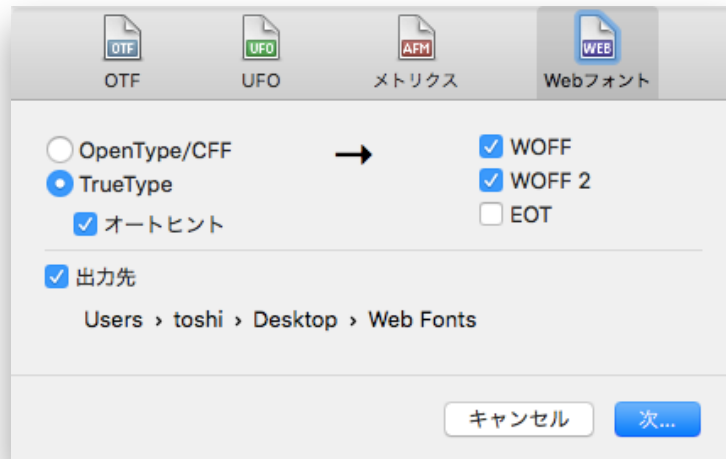 OTF UFO AFM WEB
OTF UFO メトリクス Webフォント
OpenType/CFF → WOFF
TrueType WOFF 2
オートヒント EOT
出力先
Users › toshi › Desktop › Web Fonts
キャンセル 次...